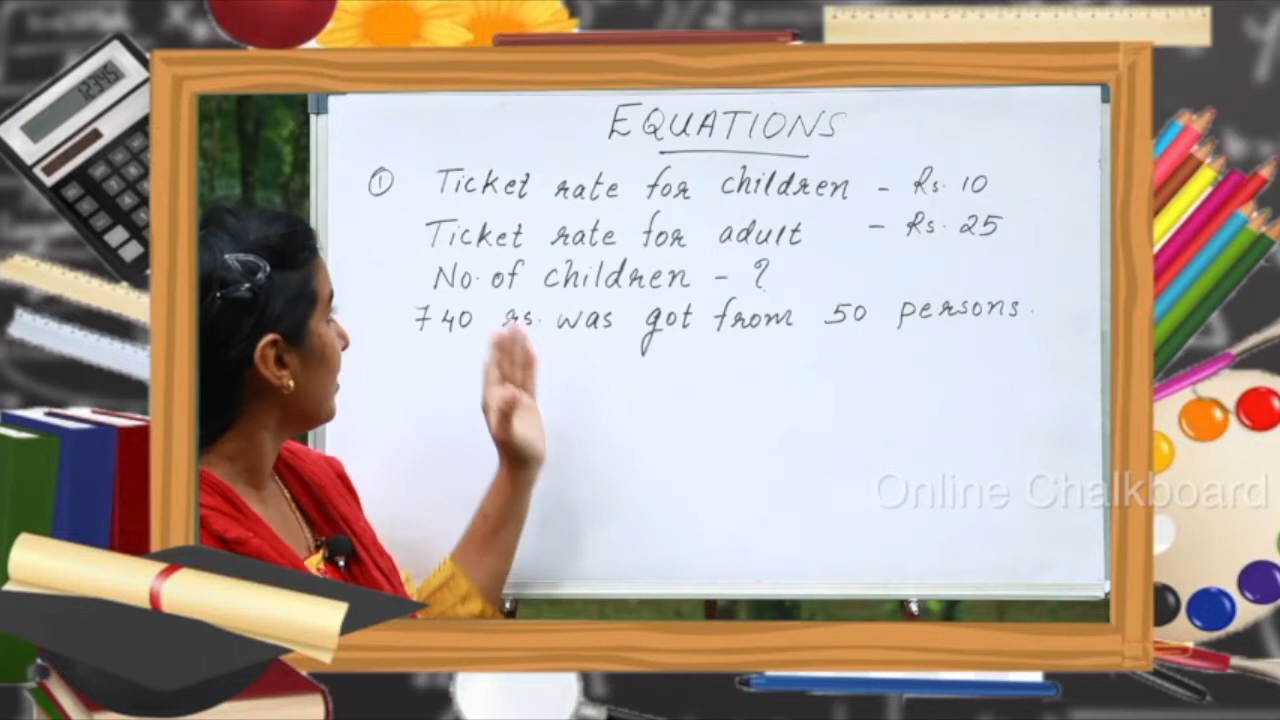 12345
EQUATIONS
① Ticket rate for children - Rs. 10
Ticket rate for adult - Rs. 25
No. of children - ?
740 rs. was got from 50 persons.
Online Chalkboard